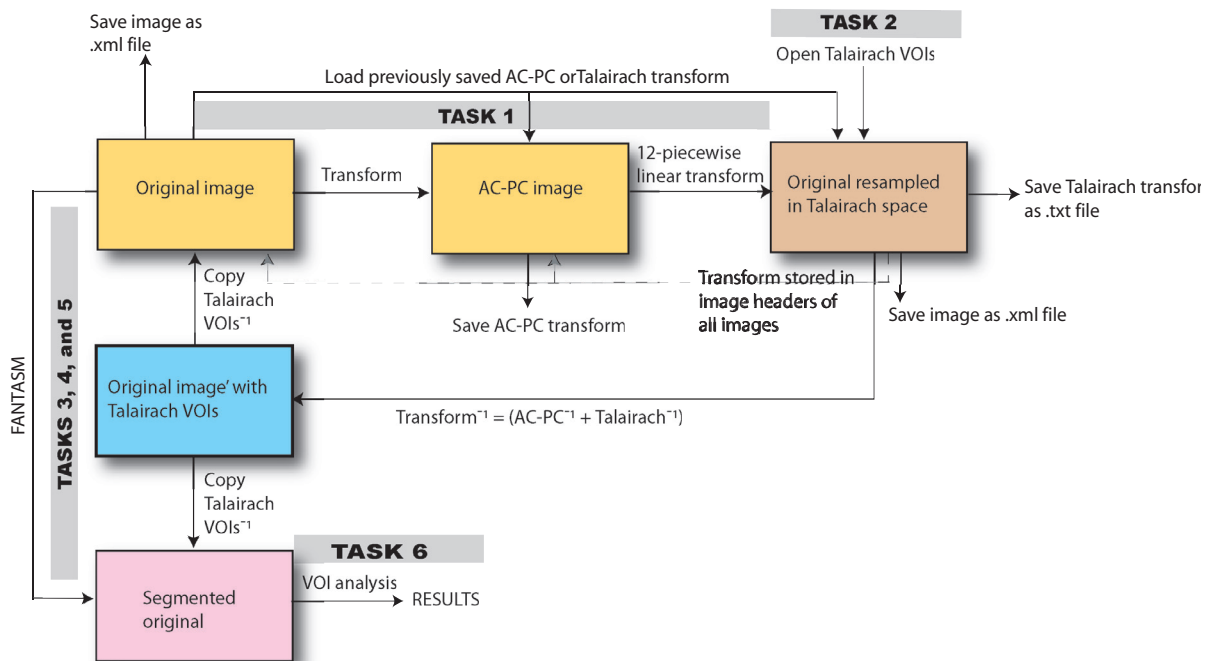 Save image as
.xml file
TASK 2
Open Talairach VOIs
Load previously saved AC-PC orTalairach transform
TASK 1
Original image
Transform
AC-PC image
12-piecewise
linear transform
Original resampled
in Talairach space
Save Talairach transfor
as .txt file
Copy
Talairach
VOIs⁻¹
Transform stored in
image headers of
all images
Save AC-PC transform
Save image as .xml file
FANTASM
TASKS 3, 4, and 5
Original image’ with
Talairach VOIs
Transform⁻¹ = (AC-PC⁻¹ + Talairach⁻¹)
Copy
Talairach
VOIs⁻¹
TASK 6
VOI analysis
RESULTS
Segmented
original